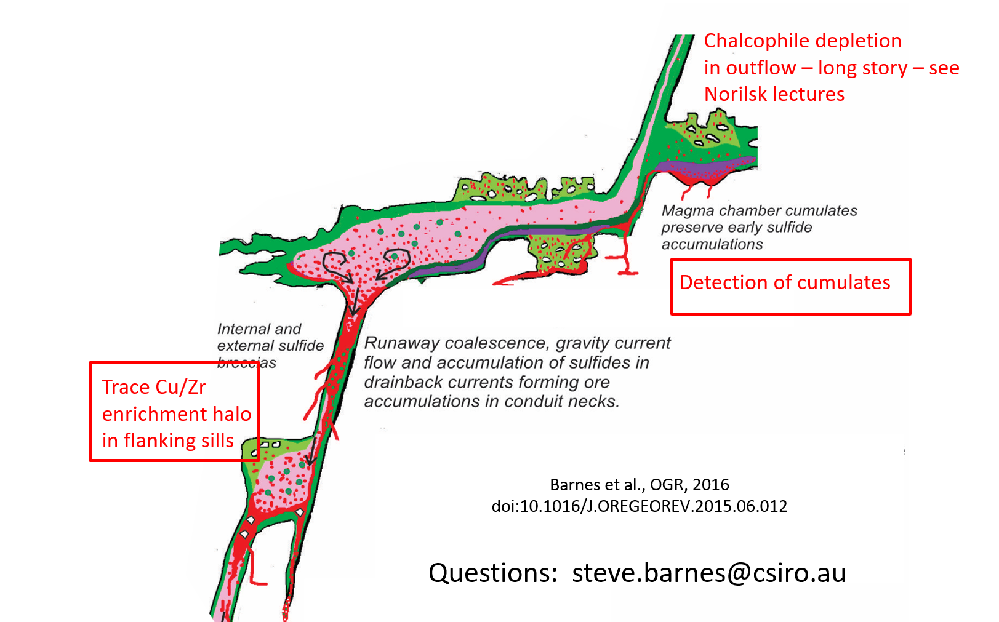 Chalcophile depletion
in outflow – long story – see
Norilsk lectures
Magma chamber cumulates
preserve early sulfide
accumulations
Detection of cumulates
Internal and
external sulfide
breccias
Runaway coalescence, gravity current
flow and accumulation of sulfides in
drainback currents forming ore
accumulations in conduit necks.
Trace Cu/Zr
enrichment halo
in flanking sills
Barnes et al., OGR, 2016
doi:10.1016/J.OREGEOREV.2015.06.012
Questions: steve.barnes@csiro.au